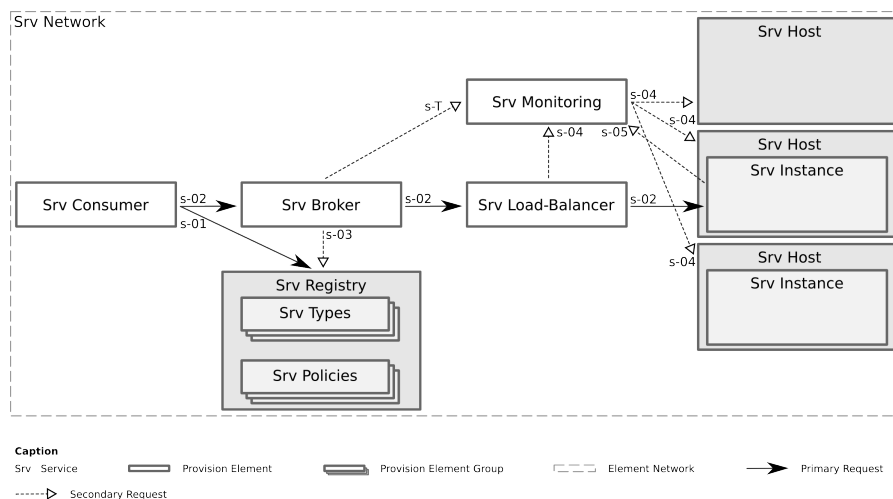 Srv Network
Srv Host
Srv Monitoring
s-04
s-T
s-04
s-04
s-05
Srv Host
Srv Instance
Srv Consumer
s-02
s-01
Srv Broker
s-02
Srv Load-Balancer
s-02
s-03
s-04
Srv Host
Srv Instance
Srv Registry
Srv Types
Srv Policies
Caption
Srv Service
Provision Element
Provision Element Group
Element Network
Primary Request
Secondary Request